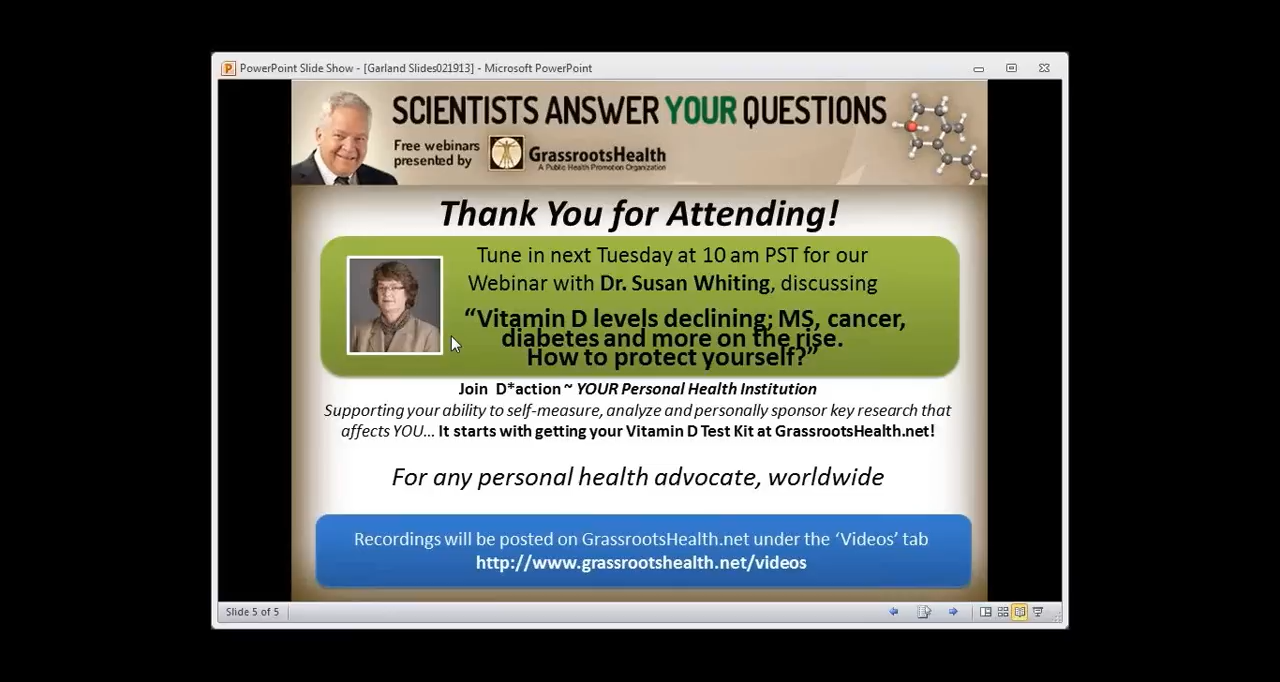 PowerPoint Slide Show - [Garland Slides021913] - Microsoft PowerPoint
SCIENTISTS ANSWER YOUR QUESTIONS
Free webinars
presented by
GrassrootsHealth
A Public Health Promotion Organization
Thank You for Attending!
Tune in next Tuesday at 10 am PST for our
Webinar with Dr. Susan Whiting, discussing
“Vitamin D levels declining; MS, cancer,
diabetes and more on the rise.
How to protect yourself?”
Join D*action ~ YOUR Personal Health Institution
Supporting your ability to self-measure, analyze and personally sponsor key research that
affects YOU... It starts with getting your Vitamin D Test Kit at GrassrootsHealth.net!
For any personal health advocate, worldwide
Recordings will be posted on GrassrootsHealth.net under the ‘Videos’ tab
http://www.grassrootshealth.net/videos
Slide 5 of 5